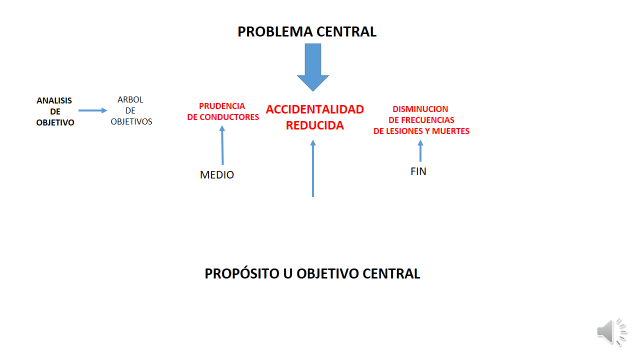 PROBLEMA CENTRAL
ANALISIS
DE
OBJETIVO
ARBOL
DE
OBJETIVOS
PRUDENCIA
DE CONDUCTORES
ACCIDENTALIDAD
REDUCIDA
DISMINUCION
DE FRECUENCIAS
DE LESIONES Y MUERTES
MEDIO
FIN
PROPÓSITO U OBJETIVO CENTRAL